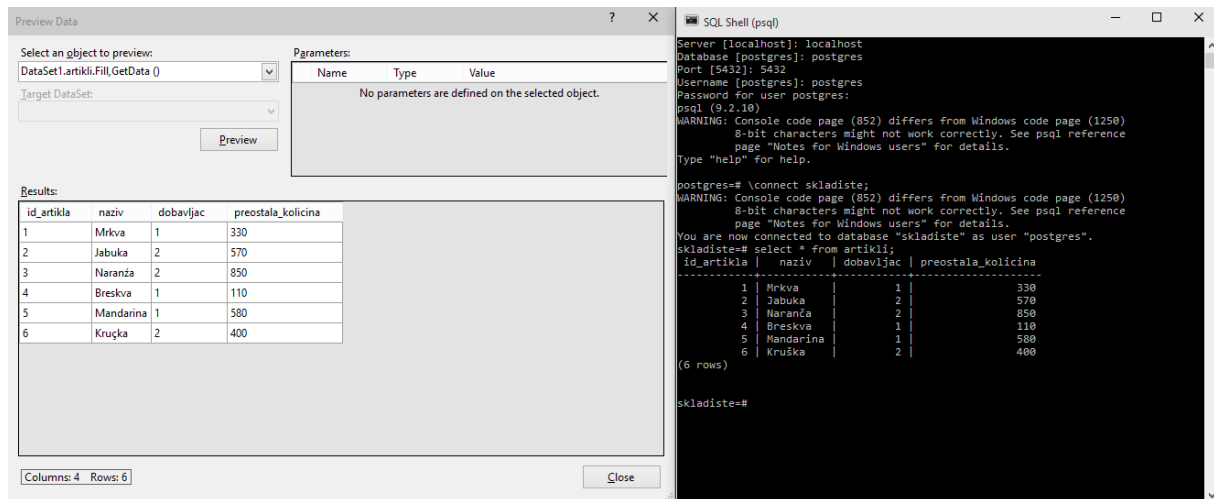 Preview Data
Select an object to preview:
DataSet1.artikli.Fill,GetData ()
Target DataSet:
Preview
Parameters:
Name Type Value
No parameters are defined on the selected object.
Results:
id_artikla naziv dobavljac preostala_kolicina
1 Mrkva 1 330
2 Jabuka 2 570
3 Naranźa 2 850
4 Breskva 1 110
5 Mandarina 1 580
6 Kruçka 2 400
Columns: 4 Rows: 6
Close
SQL Shell (psql)
Server [localhost]: localhost
Database [postgres]: postgres
Port [5432]: 5432
Username [postgres]: postgres
Password for user postgres:
psql (9.2.10)
WARNING: Console code page (852) differs from Windows code page (1250)
8-bit characters might not work correctly. See psql reference
page "Notes for Windows users" for details.
Type "help" for help.
postgres=# \connect skladiste;
WARNING: Console code page (852) differs from Windows code page (1250)
8-bit characters might not work correctly. See psql reference
page "Notes for Windows users" for details.
You are now connected to database "skladiste" as user "postgres".
skladiste=# select * from artikli;
id_artikla | naziv | dobavljac | preostala_kolicina
------------+-----------+-----------+--------------------
1 | Mrkva | 1 | 330
2 | Jabuka | 2 | 570
3 | Naranča | 2 | 850
4 | Breskva | 1 | 110
5 | Mandarina | 1 | 580
6 | Kruška | 2 | 400
(6 rows)
skladiste=#